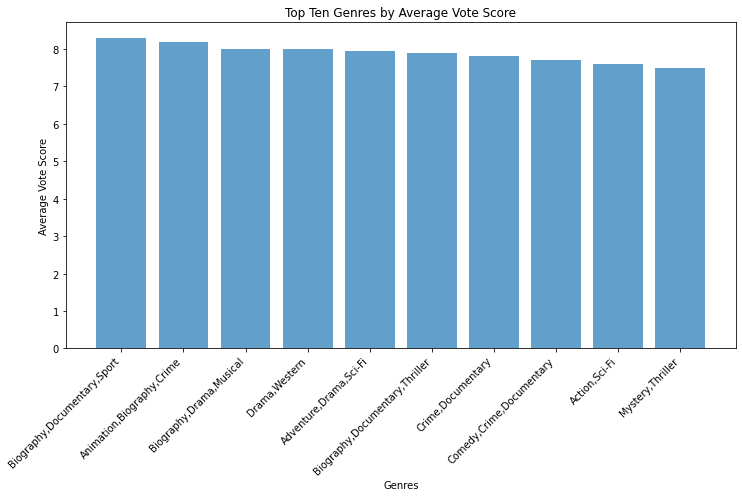 Top Ten Genres by Average Vote Score
Average Vote Score
8
7
6
5
4
3
2
1
0
Biography,Documentary,Sport
Animation,Biography,Crime
Biography,Drama,Musical
Drama,Western
Adventure,Drama,Sci-Fi
Biography,Documentary,Thriller
Crime,Documentary
Comedy,Crime,Documentary
Action,Sci-Fi
Mystery,Thriller
Genres